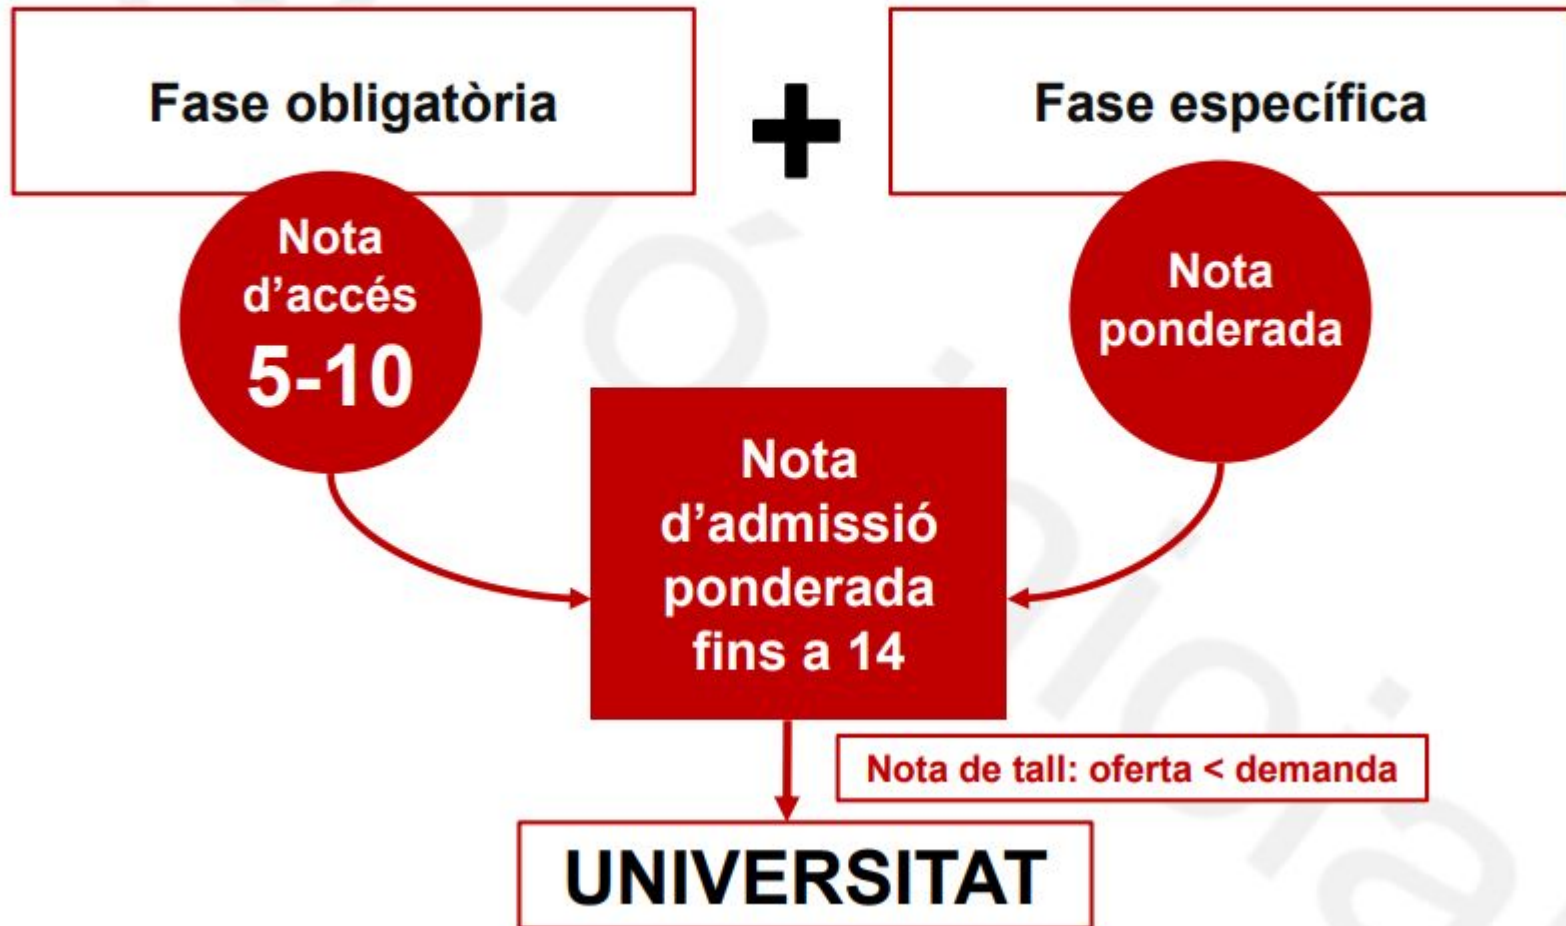 Fase obligatòria
+
Fase específica
Nota
d'accés
5-10
Nota
ponderada
Nota
d'admissió
ponderada
fins a 14
Nota de tall: oferta < demanda
UNIVERSITAT